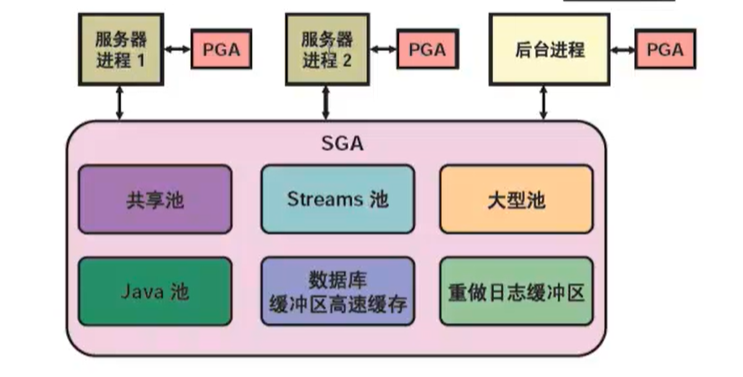 服务器
进程 1
PGA
服务器
进程 2
PGA
后台进程
PGA
SGA
共享池
Streams 池
大型池
Java 池
数据库
缓冲区高速缓存
重做日志缓冲区